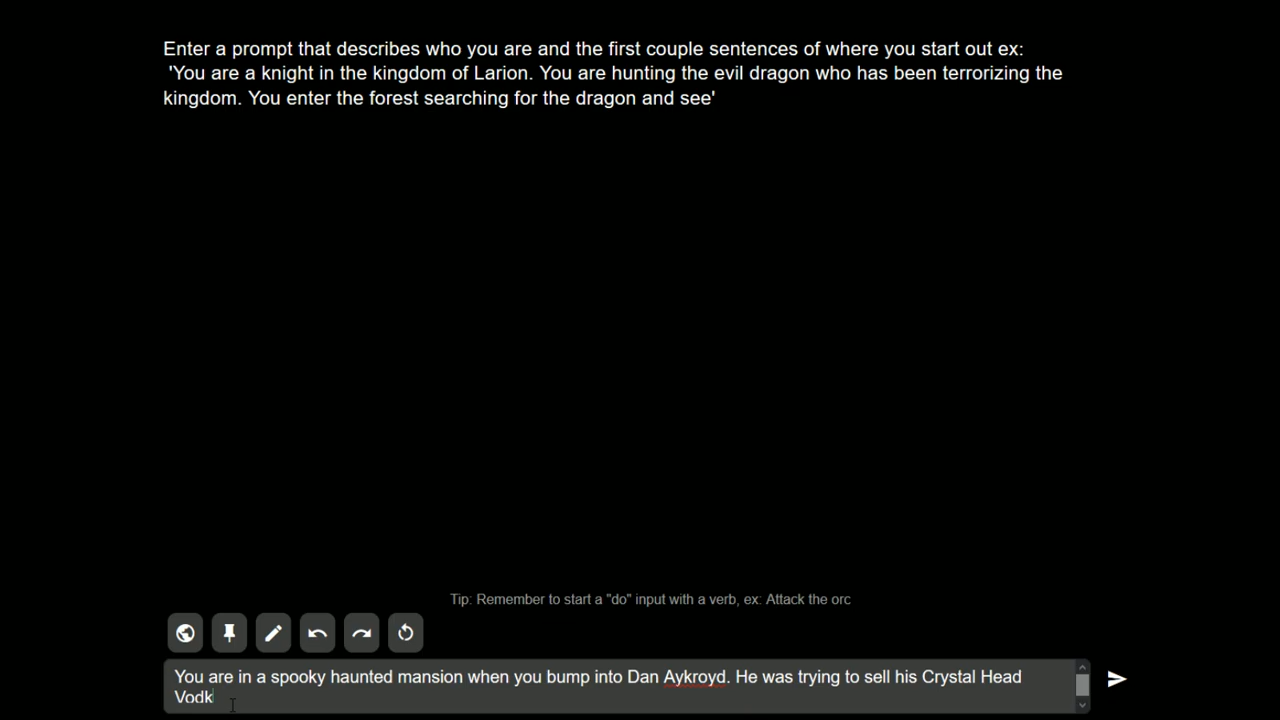 Enter a prompt that describes who you are and the first couple sentences of where you start out ex:
'You are a knight in the kingdom of Larion. You are hunting the evil dragon who has been terrorizing the
kingdom. You enter the forest searching for the dragon and see'
Tip: Remember to start a "do" input with a verb, ex: Attack the orc
You are in a spooky haunted mansion when you bump into Dan Aykroyd. He was trying to sell his Crystal Head
Vodk